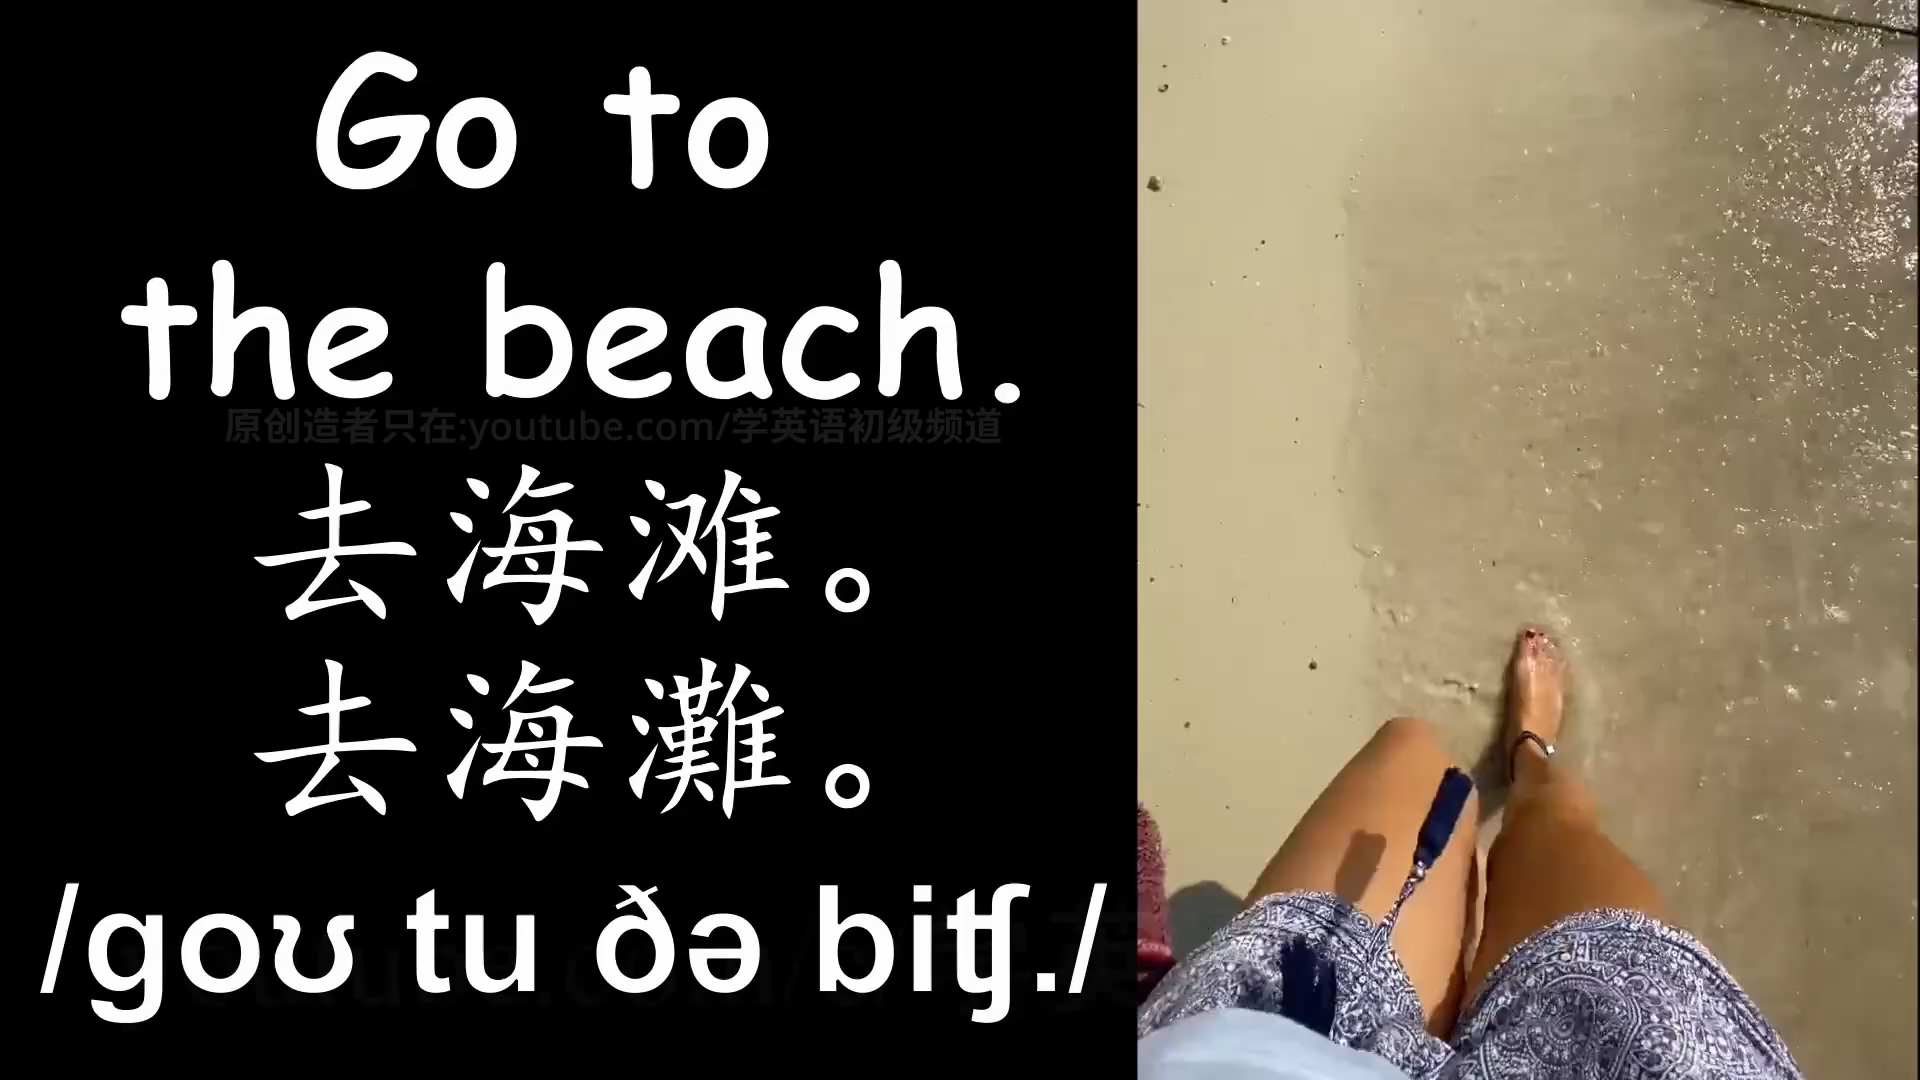 Go to
the beach.
原创造者只在:youtube.com/学英语初级频道
去海滩。
去海灘。
/goʊ tu ðə biʧ./